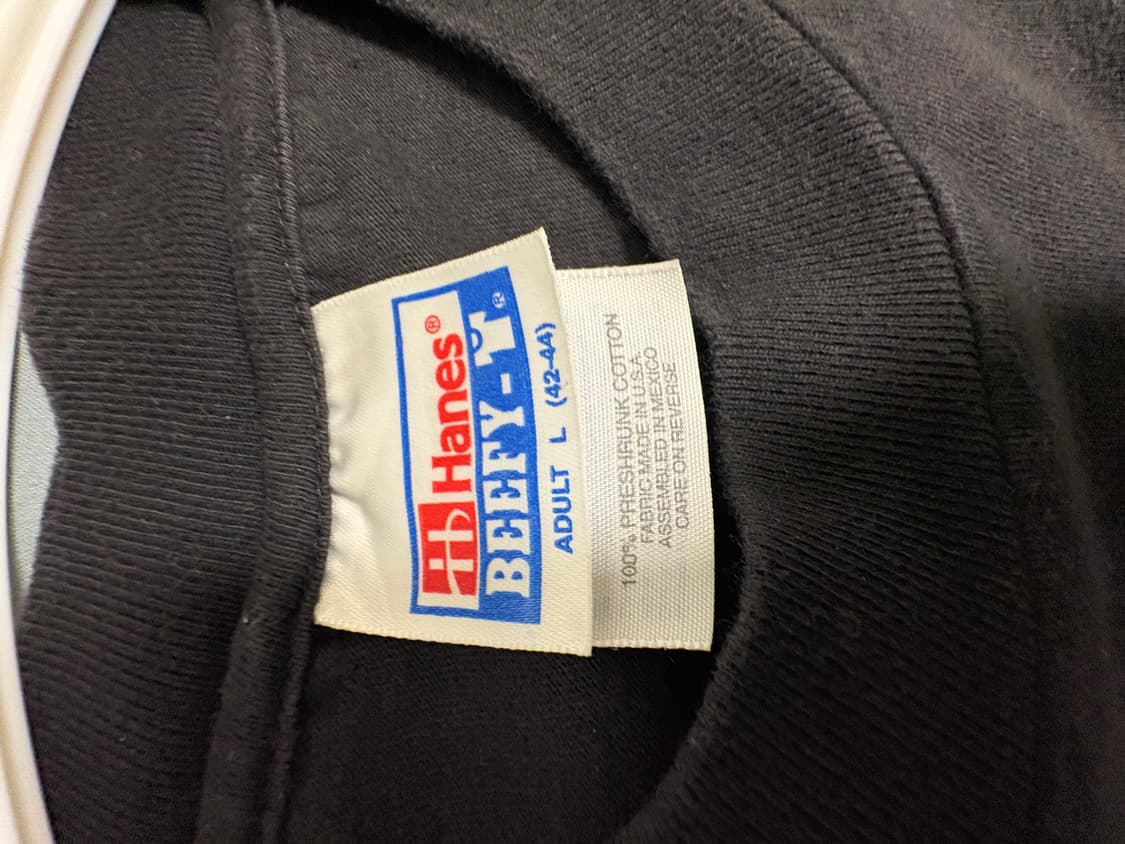 Hanes®
BEEFY-T®
ADULT L (42-44)
100% PRESHRUNK COTTON
FABRIC MADE IN U.S.A.
ASSEMBLED IN MEXICO
CARE ON REVERSE